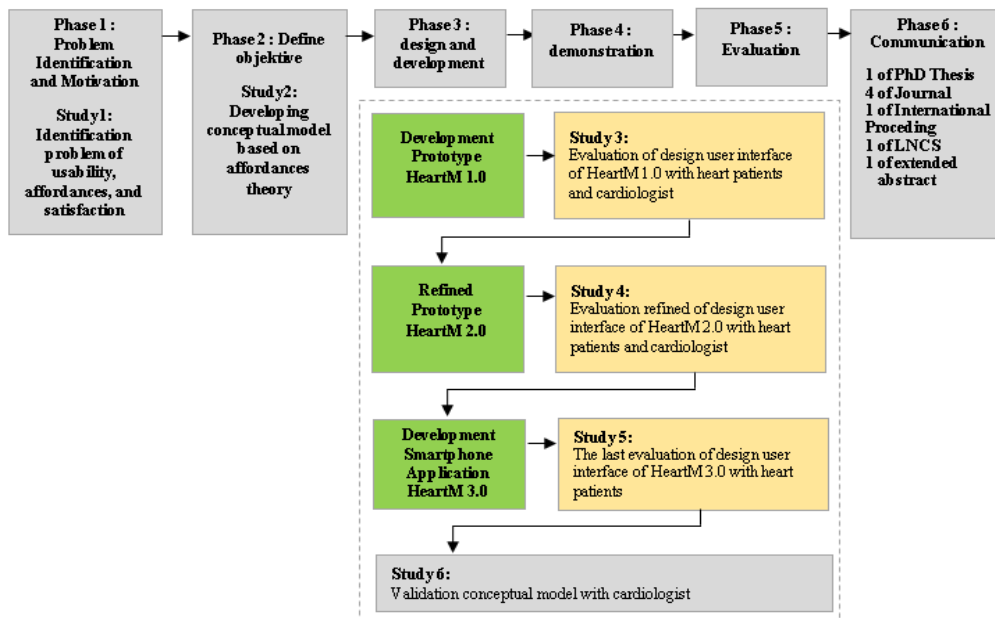 Phase 1 :
Problem
Identification
and Motivation
Study1:
Identification
problem of
usability,
affordances, and
satisfaction
Phase 2 : Define
objektive
Study2:
Developing
conceptual model
based on
affordances
theory
Phase 3 :
design and
development
Phase 4 :
demonstration
Phase 5 :
Evaluation
Phase 6 :
Communication
1 of PhD Thesis
4 of Journal
1 of International
Proceding
1 of LNCS
1 of extended
abstract
Development
Prototype
HeartM 1.0
Study 3:
Evaluation of design user interface
of HeartM 1.0 with heart patients
and cardiologist
Refined
Prototype
HeartM 2.0
Study 4:
Evaluation refined of design user
interface of HeartM 2.0 with heart
patients and cardiologist
Development
Smartphone
Application
HeartM 3.0
Study 5:
The last evaluation of design user
interface of HeartM 3.0 with heart
patients
Study 6:
Validation conceptual model with cardiologist